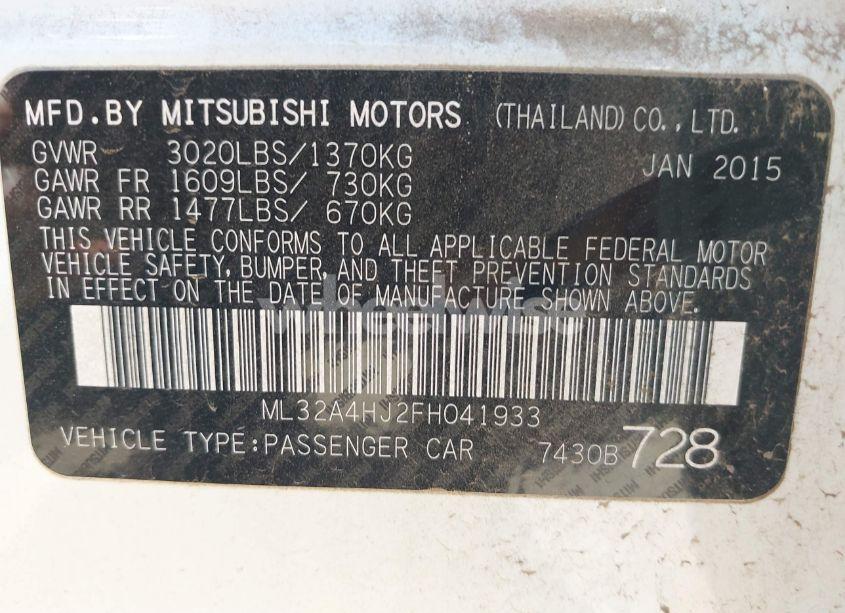 MFD.BY MITSUBISHI MOTORS (THAILAND) CO.,LTD.
GVWR 3020LBS/1370KG JAN 2015
GAWR FR 1609LBS/ 730KG
GAWR RR 1477LBS/ 670KG
THIS VEHICLE CONFORMS TO ALL APPLICABLE FEDERAL MOTOR
VEHICLE SAFETY, BUMPER, AND THEFT PREVENTION STANDARDS
IN EFFECT ON THE DATE OF MANUFACTURE SHOWN ABOVE.
wheelwise
ML32A4HJ2FH041933
VEHICLE TYPE:PASSENGER CAR 7430B 728